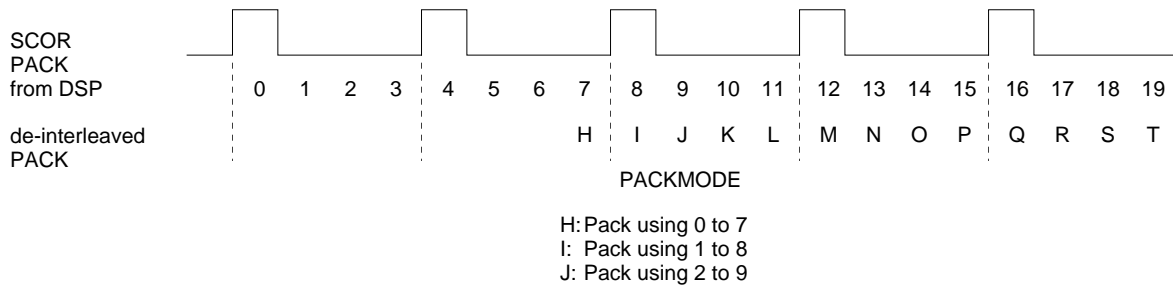 SCOR
PACK
from DSP 0 1 2 3 4 5 6 7 8 9 10 11 12 13 14 15 16 17 18 19
de-interleaved H I J K L M N O P Q R S T
PACK
PACKMODE
H: Pack using 0 to 7
I: Pack using 1 to 8
J: Pack using 2 to 9